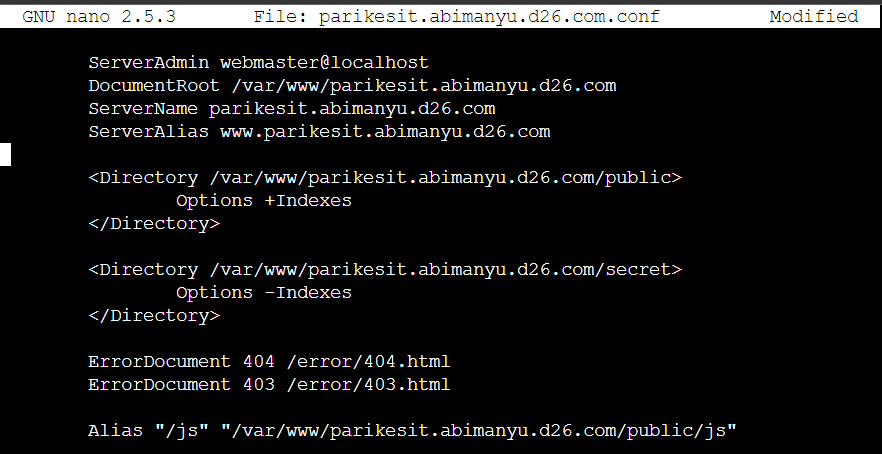 GNU nano 2.5.3 File: parikesit.abimanyu.d26.com.conf Modified
ServerAdmin webmaster@localhost
DocumentRoot /var/www/parikesit.abimanyu.d26.com
ServerName parikesit.abimanyu.d26.com
ServerAlias www.parikesit.abimanyu.d26.com
<Directory /var/www/parikesit.abimanyu.d26.com/public>
Options +Indexes
</Directory>
<Directory /var/www/parikesit.abimanyu.d26.com/secret>
Options -Indexes
</Directory>
ErrorDocument 404 /error/404.html
ErrorDocument 403 /error/403.html
Alias "/js" "/var/www/parikesit.abimanyu.d26.com/public/js"